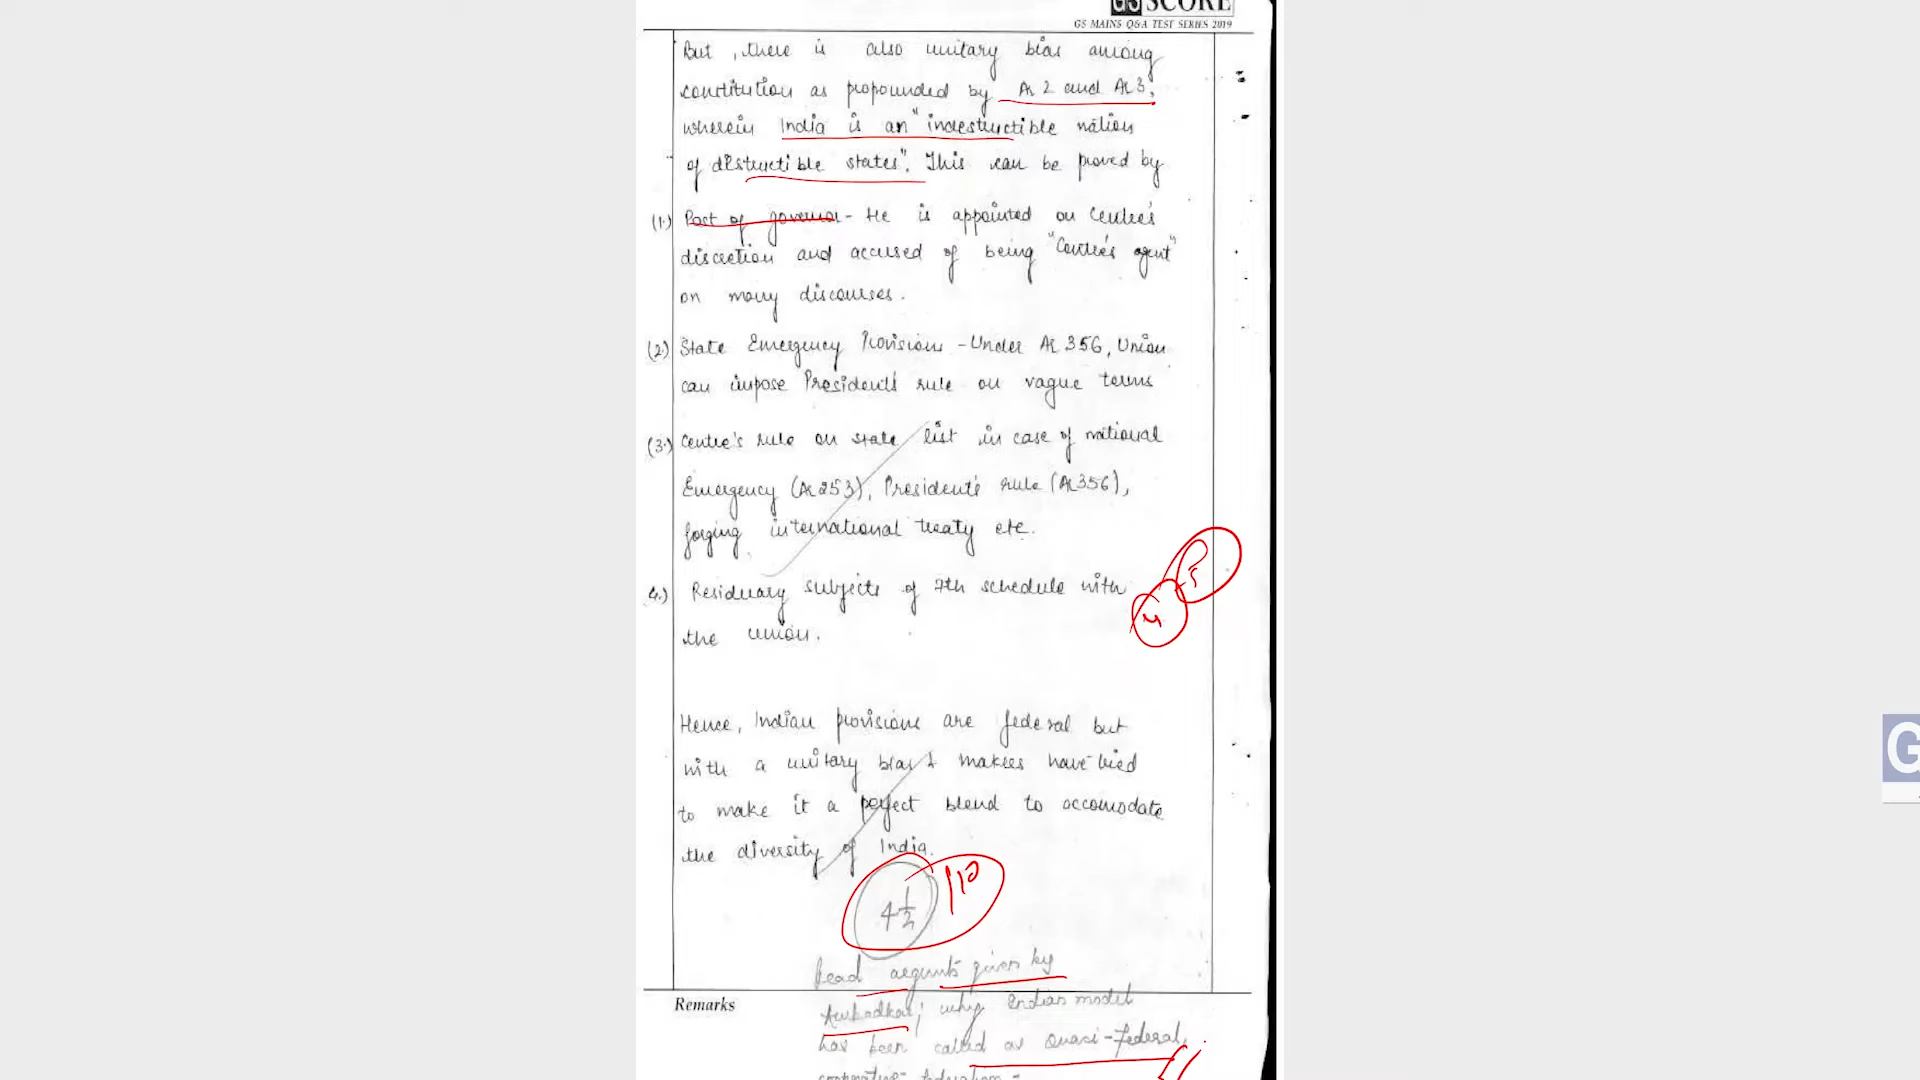 GS SCORE
GS MAINS Q&A TEST SERIES 2019
But, there is also unitary bias among
constitution as propounded by Ar 2 and Ar 3,
wherein India is an "indestructible nation
of destructible states". This can be proved by
(1.) Post of governor - He is appointed on Centre's
discretion and accused of being "Centre's agent"
on many discourses.
(2.) State Emergency Provisions - Under Ar 356, Union
can impose President's rule on vague terms
(3.) Centre's rule on state list in case of national
Emergency (Ar 253), President's rule (Ar 356),
forging international treaty etc.
4.) Residuary subjects of 7th schedule with
the union.
Hence, Indian provisions are federal but
with a unitary bias & makers have tried
to make it a perfect blend to accomodate
the diversity of India.
4 1/2 /10
Read argunts given by
Ambedkar; why Indian model
Remarks
has been called as Quasi-Federal,
G